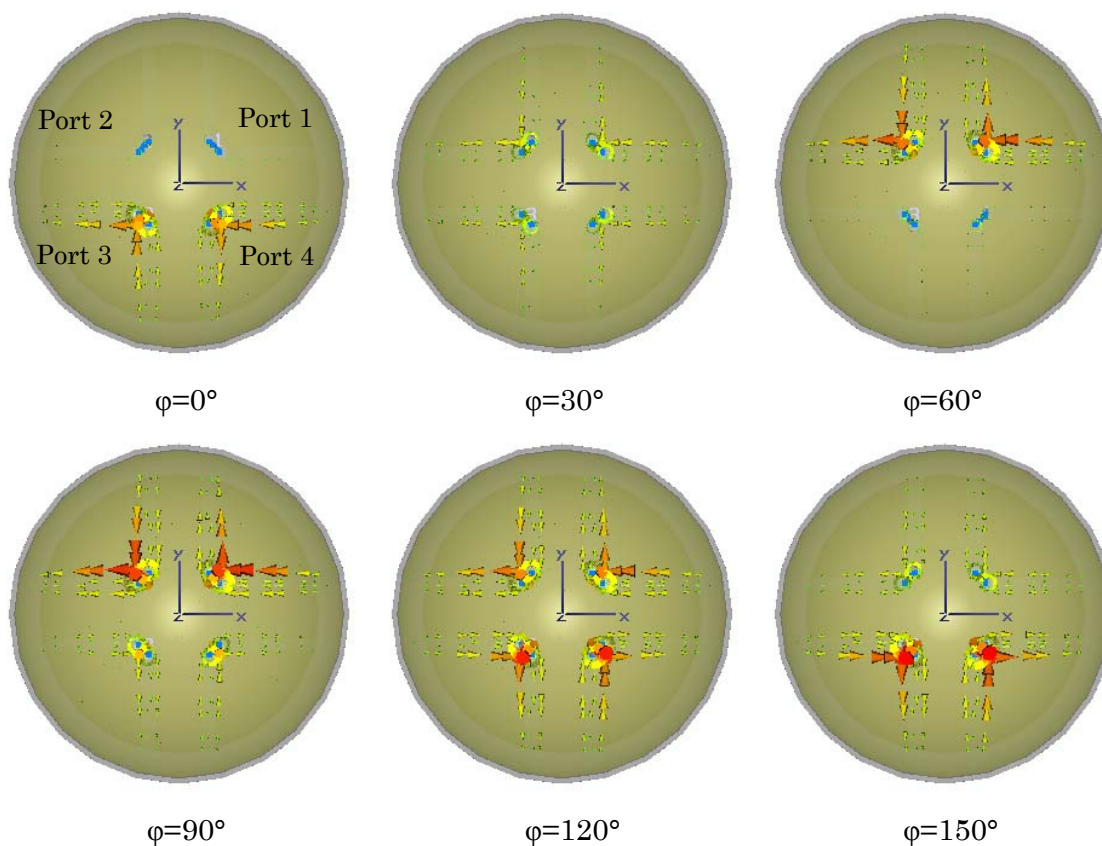 Port 2 Port 1
y
z x
Port 3 Port 4
y
z x
y
z x
φ=0° φ=30° φ=60°
y
z x
y
z x
y
z x
φ=90° φ=120° φ=150°